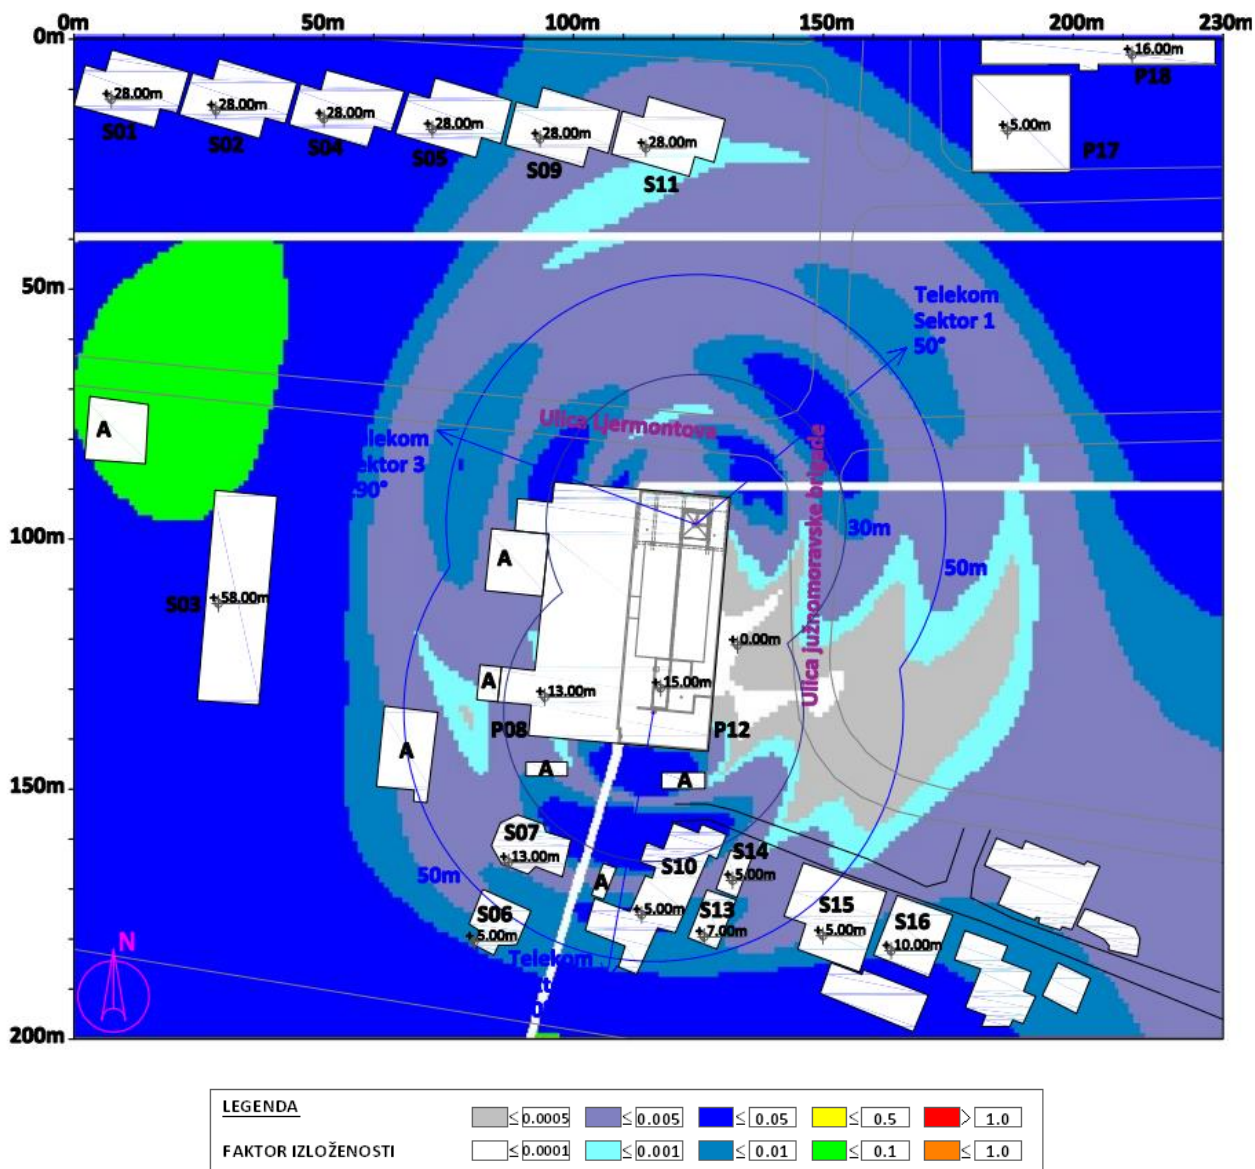 0m 50m 100m 150m 200m 230m
0m
50m
100m
150m
200m
+28.00m
S01
+28.00m
S02
+28.00m
S04
+28.00m
S05
+28.00m
S09
+28.00m
S11
+16.00m
P18
+5.00m
P17
Telekom
Sektor 1
50°
Ulica Ljermontova
Ulica južnomoravske brigade
30m
50m
A
S03
+58.00m
A
A
A
A
A
A
+13.00m
P08
+15.00m
P12
+0.00m
50m
S07
+13.00m
S06
+5.00m
S10
+5.00m
S14
+5.00m
S13
+7.00m
S15
+5.00m
S16
+10.00m
Telekom
N
LEGENDA
FAKTOR IZLOŽENOSTI
≤ 0.0005 ≤ 0.005 ≤ 0.05 ≤ 0.5 > 1.0
≤ 0.0001 ≤ 0.001 ≤ 0.01 ≤ 0.1 ≤ 1.0